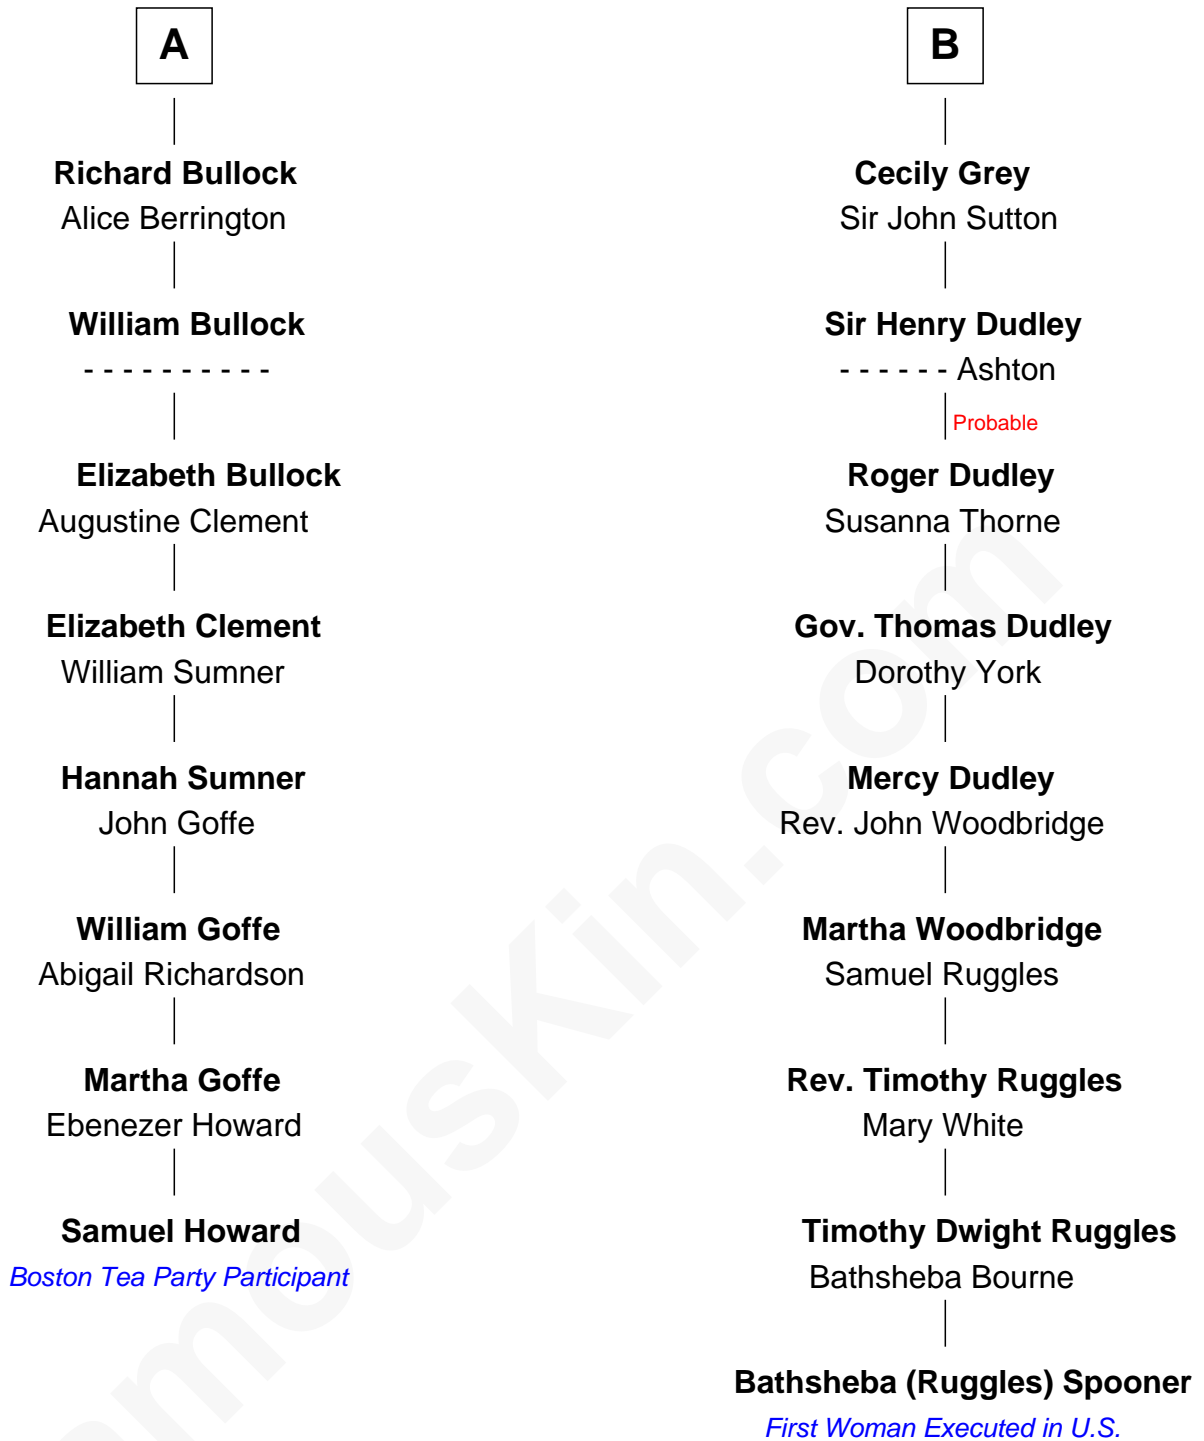 A
Richard Bullock
Alice Berrington
William Bullock
- - - - - - - - - -
Elizabeth Bullock
Augustine Clement
Elizabeth Clement
William Sumner
Hannah Sumner
John Goffe
William Goffe
Abigail Richardson
Martha Goffe
Ebenezer Howard
Samuel Howard
Boston Tea Party Participant
B
Cecily Grey
Sir John Sutton
Sir Henry Dudley
- - - - - - Ashton
Probable
Roger Dudley
Susanna Thorne
Gov. Thomas Dudley
Dorothy York
Mercy Dudley
Rev. John Woodbridge
Martha Woodbridge
Samuel Ruggles
Rev. Timothy Ruggles
Mary White
Timothy Dwight Ruggles
Bathsheba Bourne
Bathsheba (Ruggles) Spooner
First Woman Executed in U.S.
amousKin.com